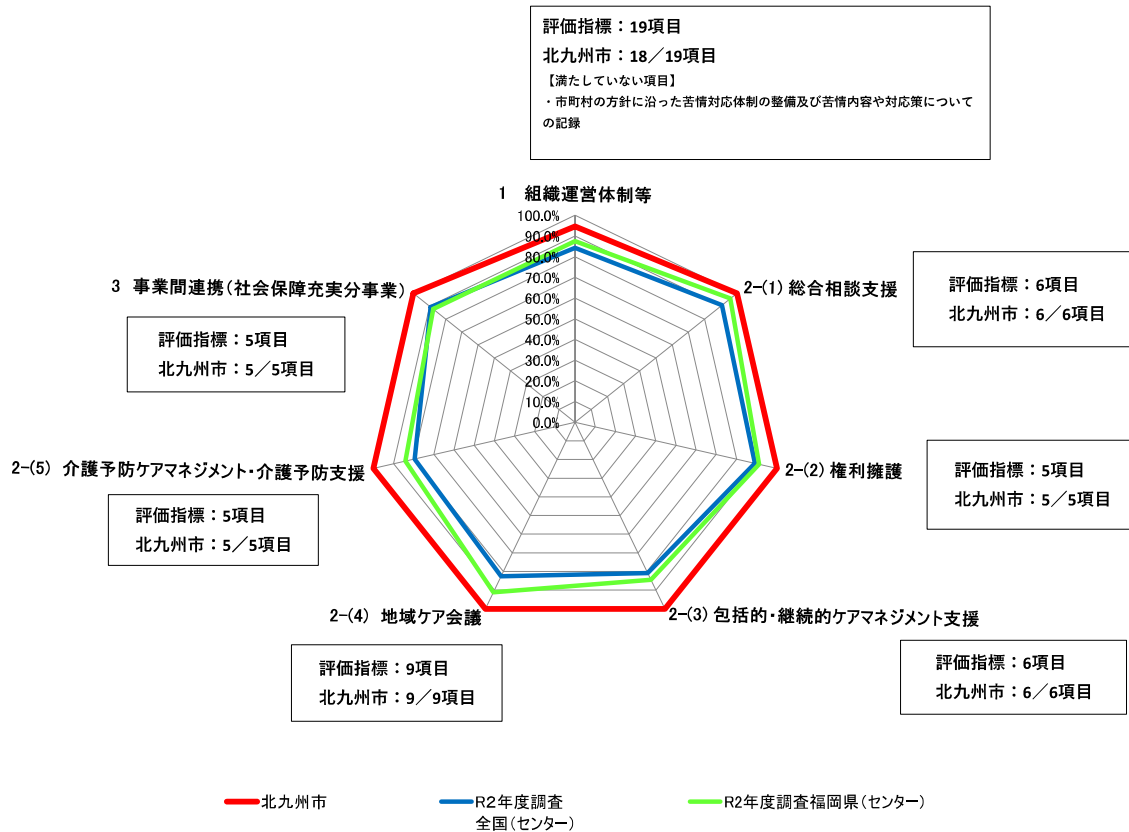 評価指標：19項目
北九州市：18／19項目
【満たしていない項目】
・市町村の方針に沿った苦情対応体制の整備及び苦情内容や対応策について
の記録
1　組織運営体制等
100.0%
90.0%
80.0%
70.0%
60.0%
50.0%
40.0%
30.0%
20.0%
10.0%
0.0%
2-(1) 総合相談支援
評価指標：6項目
北九州市：6／6項目
2-(2) 権利擁護
評価指標：5項目
北九州市：5／5項目
2-(3) 包括的・継続的ケアマネジメント支援
評価指標：6項目
北九州市：6／6項目
2-(4) 地域ケア会議
評価指標：9項目
北九州市：9／9項目
2-(5) 介護予防ケアマネジメント・介護予防支援
評価指標：5項目
北九州市：5／5項目
3 事業間連携(社会保障充実分事業)
評価指標：5項目
北九州市：5／5項目
北九州市
R2年度調査
全国(センター)
R2年度調査福岡県(センター)